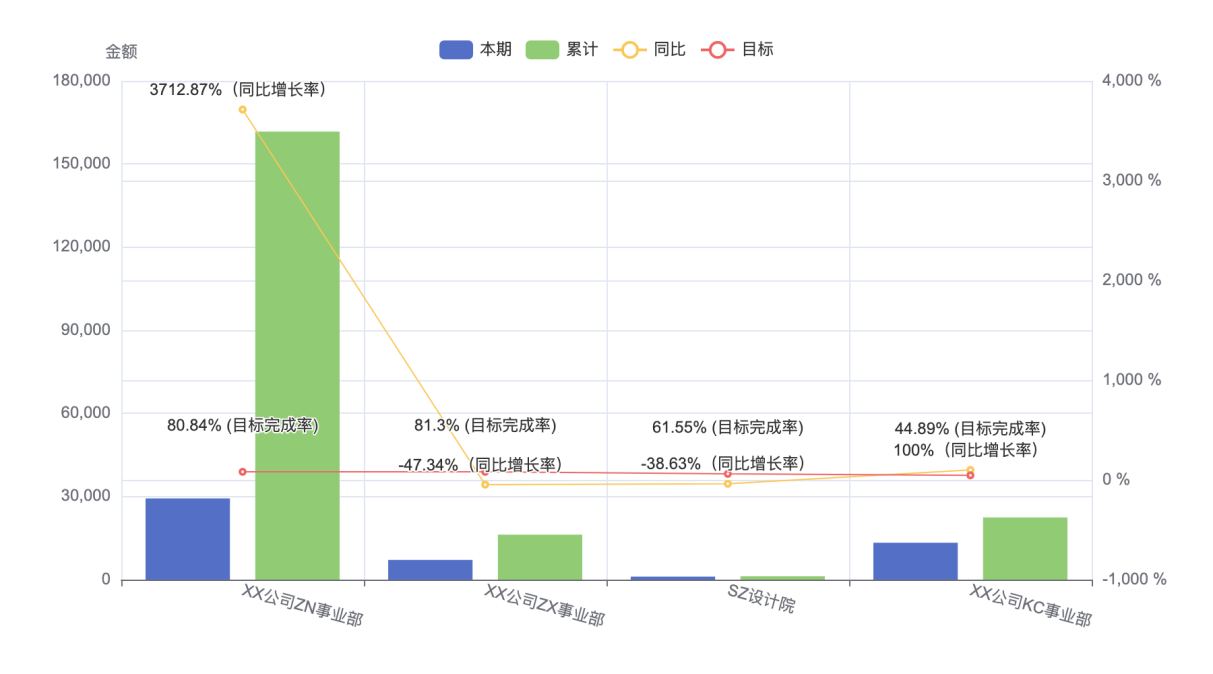 金额
本期 累计 同比 目标
180,000
150,000
120,000
90,000
60,000
30,000
0
4,000 %
3,000 %
2,000 %
1,000 %
0 %
-1,000 %
3712.87%（同比增长率）
80.84% (目标完成率)
81.3% (目标完成率)
-47.34%（同比增长率）
61.55% (目标完成率)
-38.63%（同比增长率）
44.89% (目标完成率)
100%（同比增长率）
XX公司ZN事业部
XX公司ZX事业部
SZ设计院
XX公司KC事业部